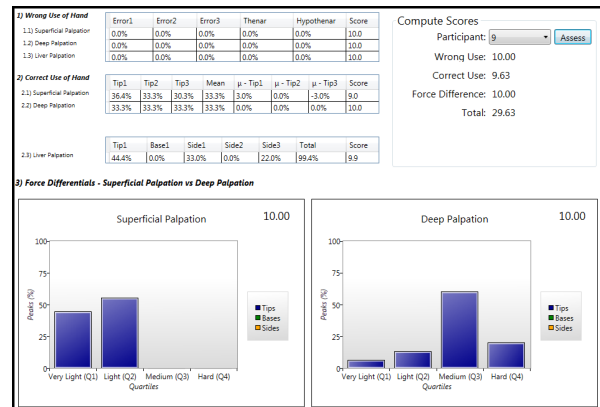 1) Wrong Use of Hand
Error1 Error2 Error3 Thenar Hypothenar Score
1.1) Superficial Palpation 0.0% 0.0% 0.0% 0.0% 0.0% 10.0
1.2) Deep Palpation 0.0% 0.0% 0.0% 0.0% 0.0% 10.0
1.3) Liver Palpation 0.0% 0.0% 0.0% 0.0% 0.0% 10.0
2) Correct Use of Hand
Tip1 Tip2 Tip3 Mean µ - Tip1 µ - Tip2 µ - Tip3 Score
2.1) Superficial Palpation 36.4% 33.3% 30.3% 33.3% 3.0% 0.0% -3.0% 9.0
2.2) Deep Palpation 33.3% 33.3% 33.3% 33.3% 0.0% 0.0% 0.0% 10.0
Tip1 Base1 Side1 Side2 Side3 Total Score
2.3) Liver Palpation 44.4% 0.0% 33.0% 0.0% 22.0% 99.4% 9.9
Compute Scores
Participant: 9 Assess
Wrong Use: 10.00
Correct Use: 9.63
Force Difference: 10.00
Total: 29.63
3) Force Differentials - Superficial Palpation vs Deep Palpation
Superficial Palpation 10.00
100
75
50
25
0
Peaks (%)
Very Light (Q1) Light (Q2) Medium (Q3) Hard (Q4)
Quartiles
Tips
Bases
Sides
Deep Palpation 10.00
100
75
50
25
0
Peaks (%)
Very Light (Q1) Light (Q2) Medium (Q3) Hard (Q4)
Quartiles
Tips
Bases
Sides